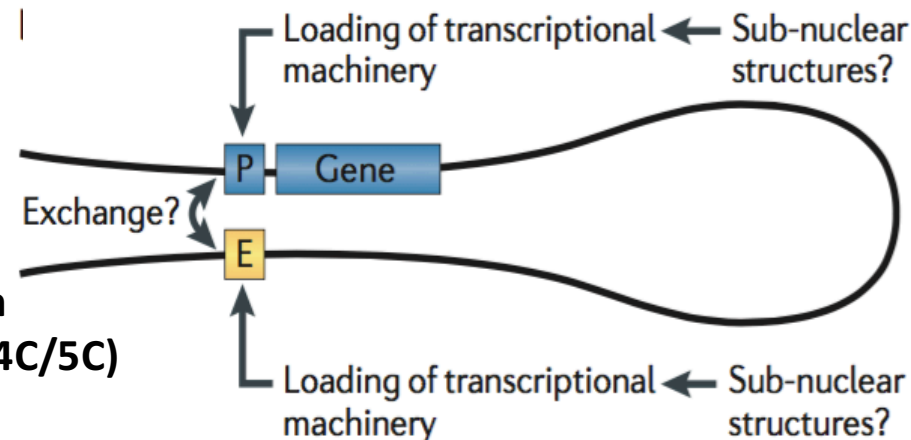 Loading of transcriptional
machinery
Sub-nuclear
structures?
P
Gene
Exchange?
E
4C/5C)
Loading of transcriptional
machinery
Sub-nuclear
structures?